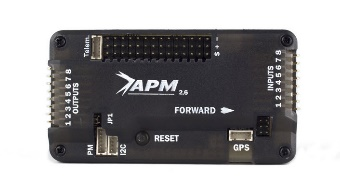 Telem.
S + -
APM
2.6
1 2 3 4 5 6 7 8
OUTPUTS
INPUTS
1 2 3 4 5 6 7 8
FORWARD
JP1
RESET
PM
I2C
GPS